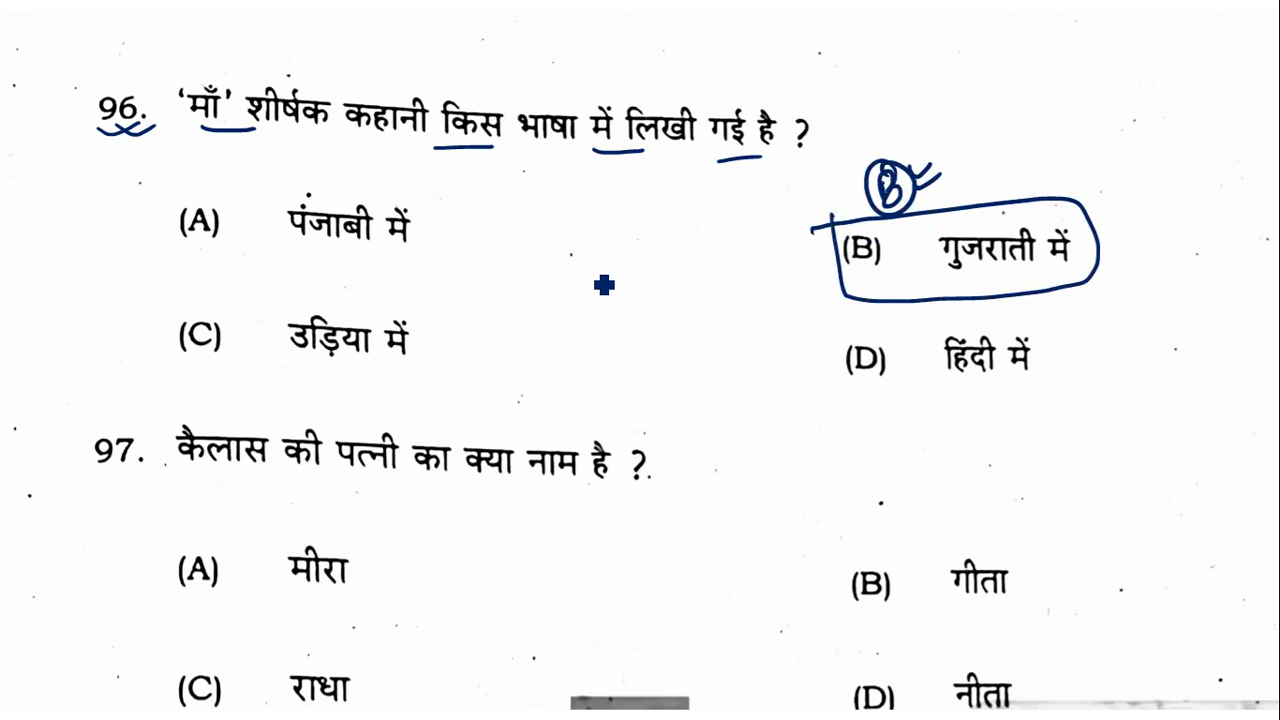 96. 'माँ' शीर्षक कहानी किस भाषा में लिखी गई है ?
B
(A) पंजाबी में (B) गुजराती में
(C) उड़िया में (D) हिंदी में
97. कैलास की पत्नी का क्या नाम है ?
(A) मीरा (B) गीता
(C) राधा (D) नीता